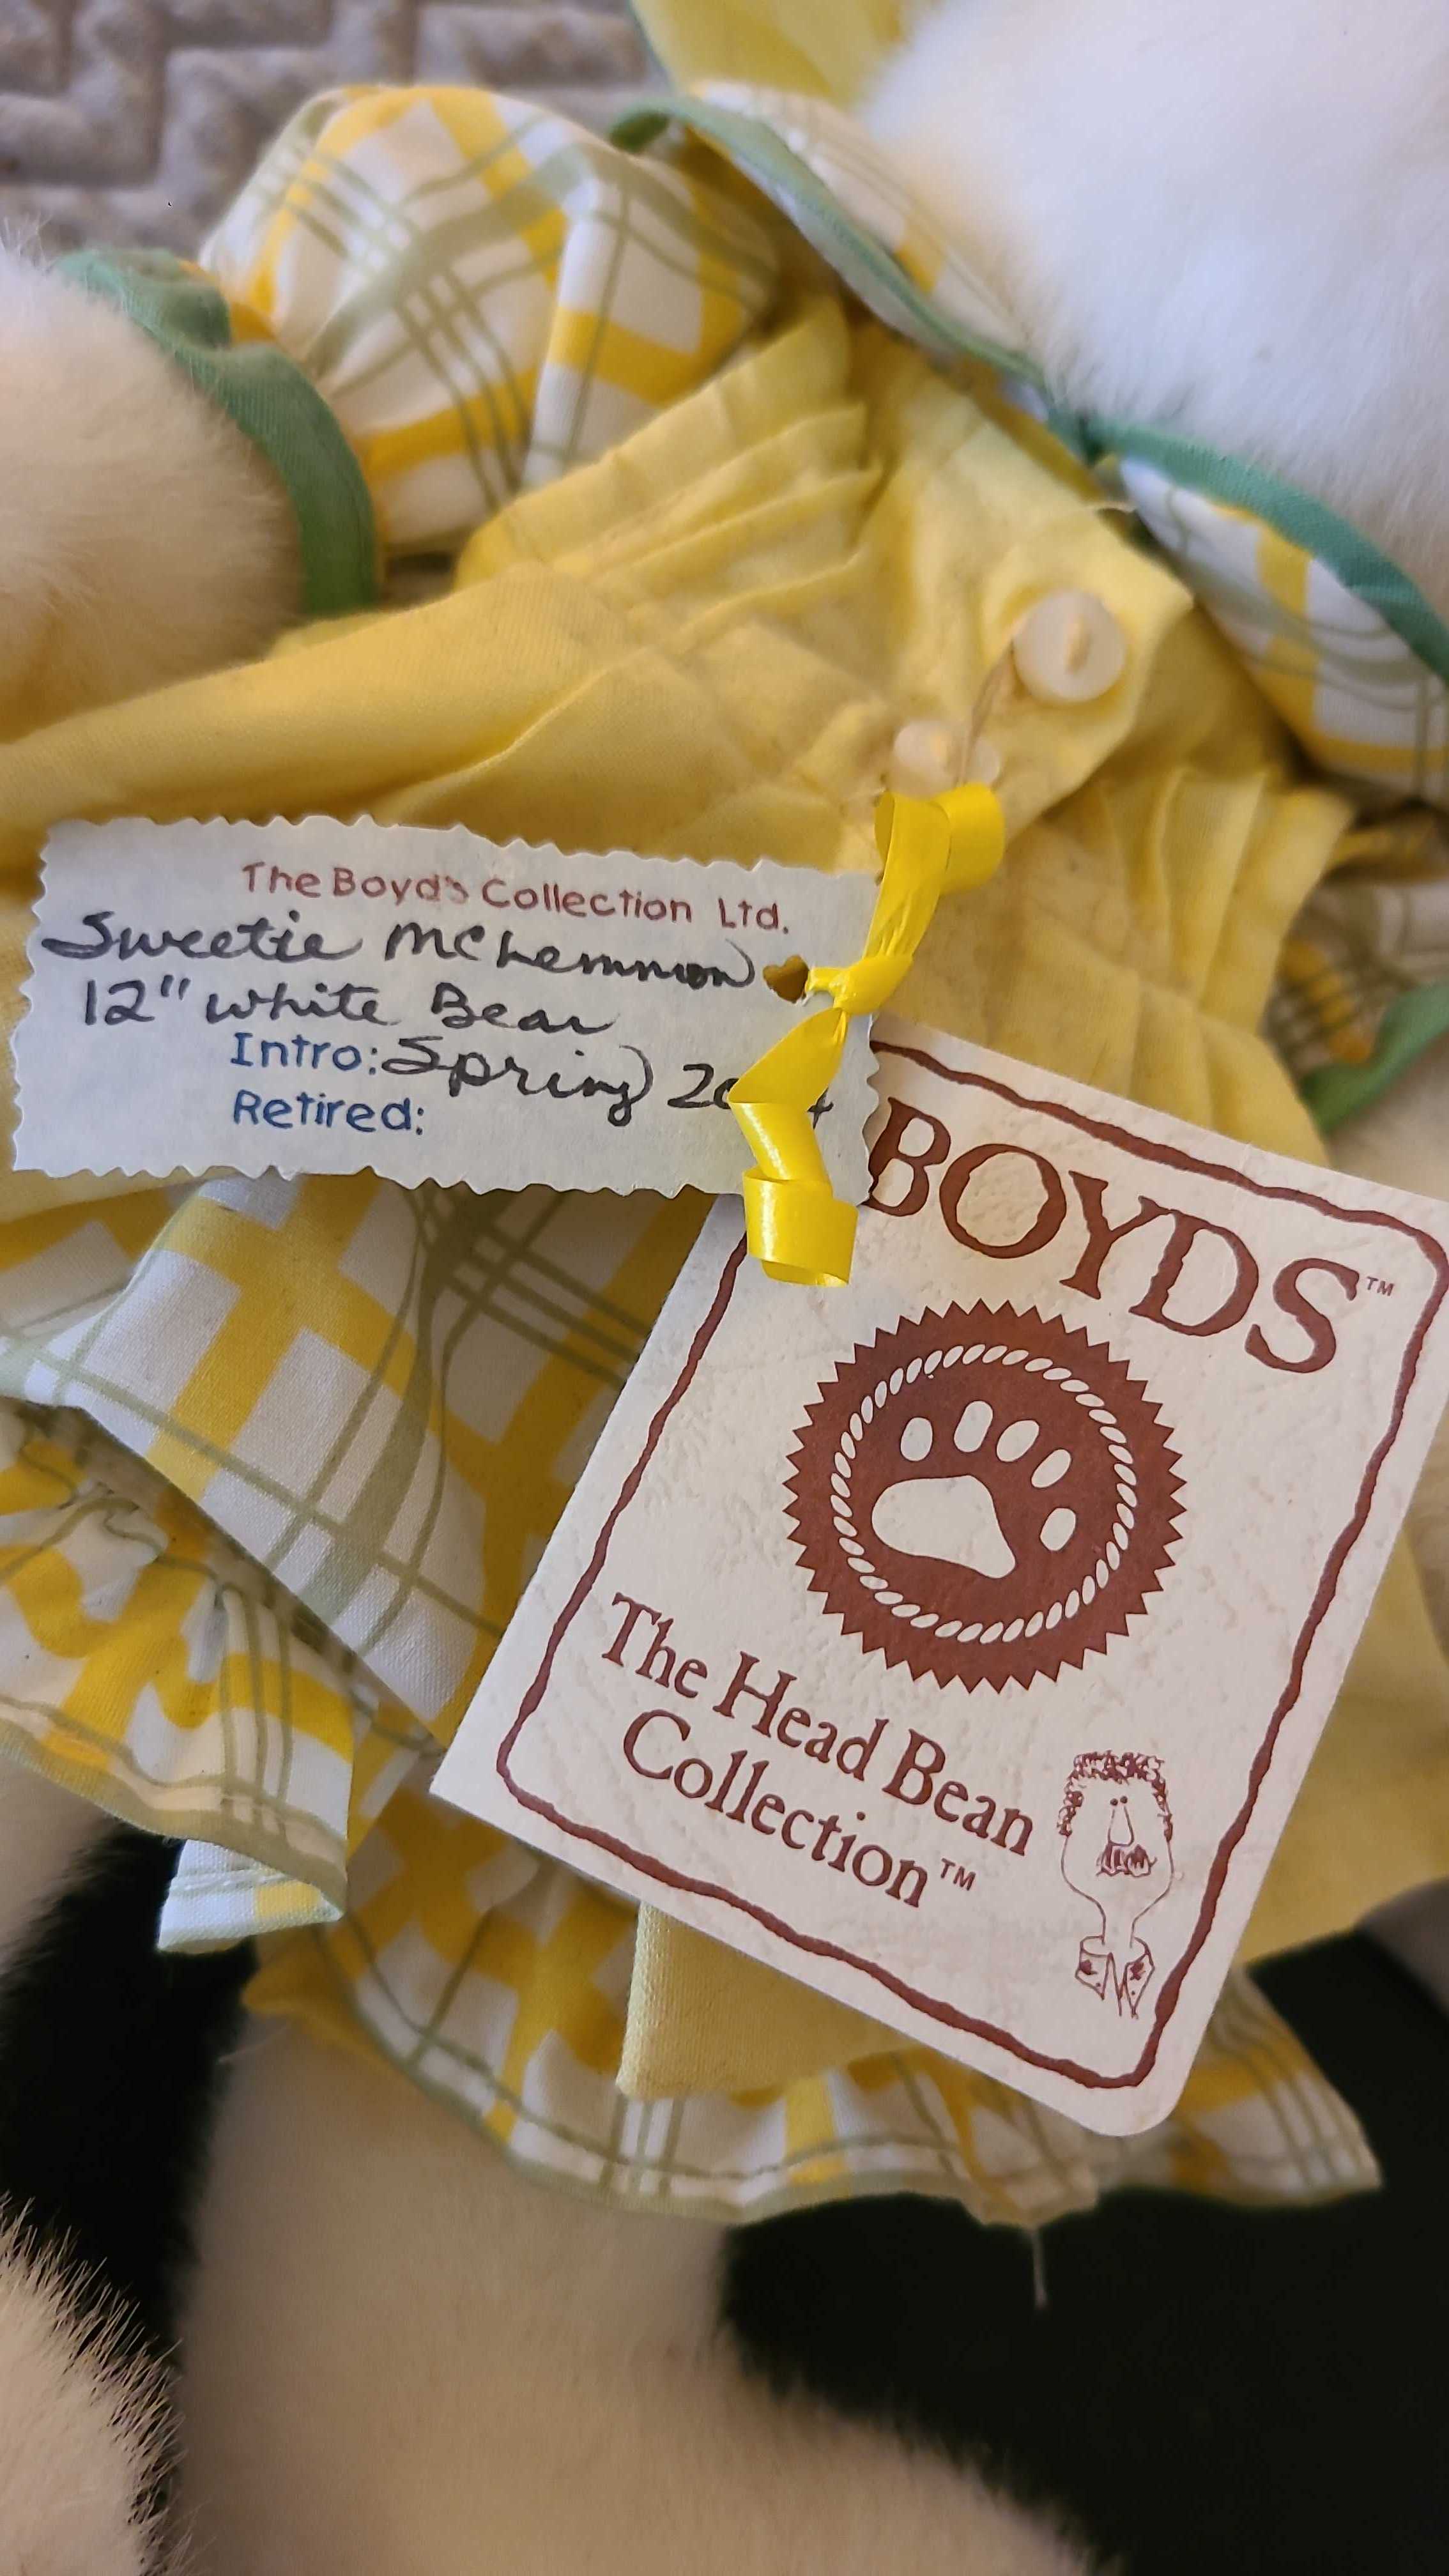 The Boyd's Collection Ltd.
Sweetie McLemmon
12" white Bear
Intro: Spring
Retired:
BOYDS™
The Head Bean
Collection™